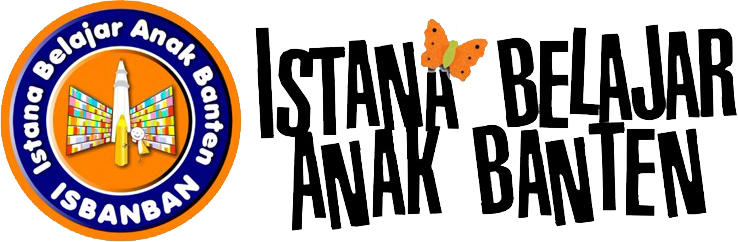 Istana Belajar Anak Banten
ISBANBAN
ISTANA BELAJAR
ANAK BANTEN